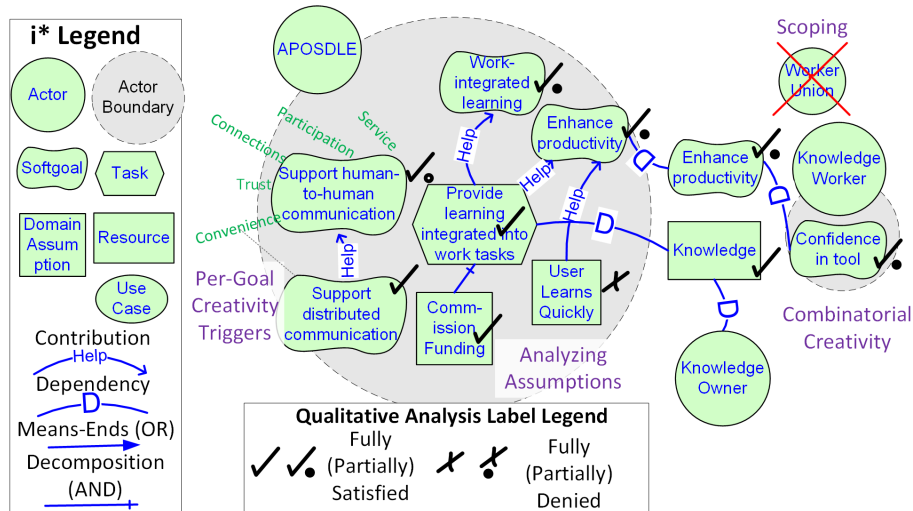 i* Legend
Actor
Actor
Boundary
Softgoal
Task
Domain
Assum
ption
Resource
Use
Case
Contribution
Help
Dependency
D
Means-Ends (OR)
Decomposition
(AND)
APOSDLE
Work-
integrated
learning
Enhance
productivity
Service
Participation
Connections
Trust
Convenience
Support human-
to-human
communication
Help
Help
Help
Help
Provide
learning
integrated into
work tasks
Support
distributed
communication
Comm-
ission
Funding
User
Learns
Quickly
Per-Goal
Creativity
Triggers
Analyzing
Assumptions
D
D
D
D
Scoping
Worker
Union
Enhance
productivity
Knowledge
Worker
Knowledge
Confidence
in tool
Combinatorial
Creativity
Knowledge
Owner
Qualitative Analysis Label Legend
Fully
(Partially)
Satisfied
Fully
(Partially)
Denied